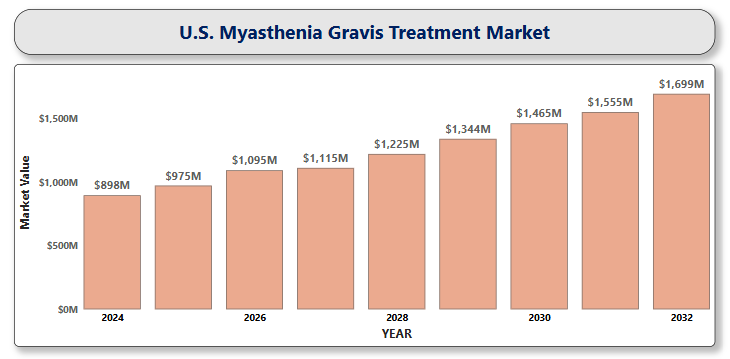 U.S. Myasthenia Gravis Treatment Market
$1,699M
$1,555M
$1,465M
$1,344M
$1,225M
$1,115M
$1,095M
$975M
$898M
$1,500M
$1,000M
$500M
$0M
Market Value
2024
2026
2028
2030
2032
YEAR